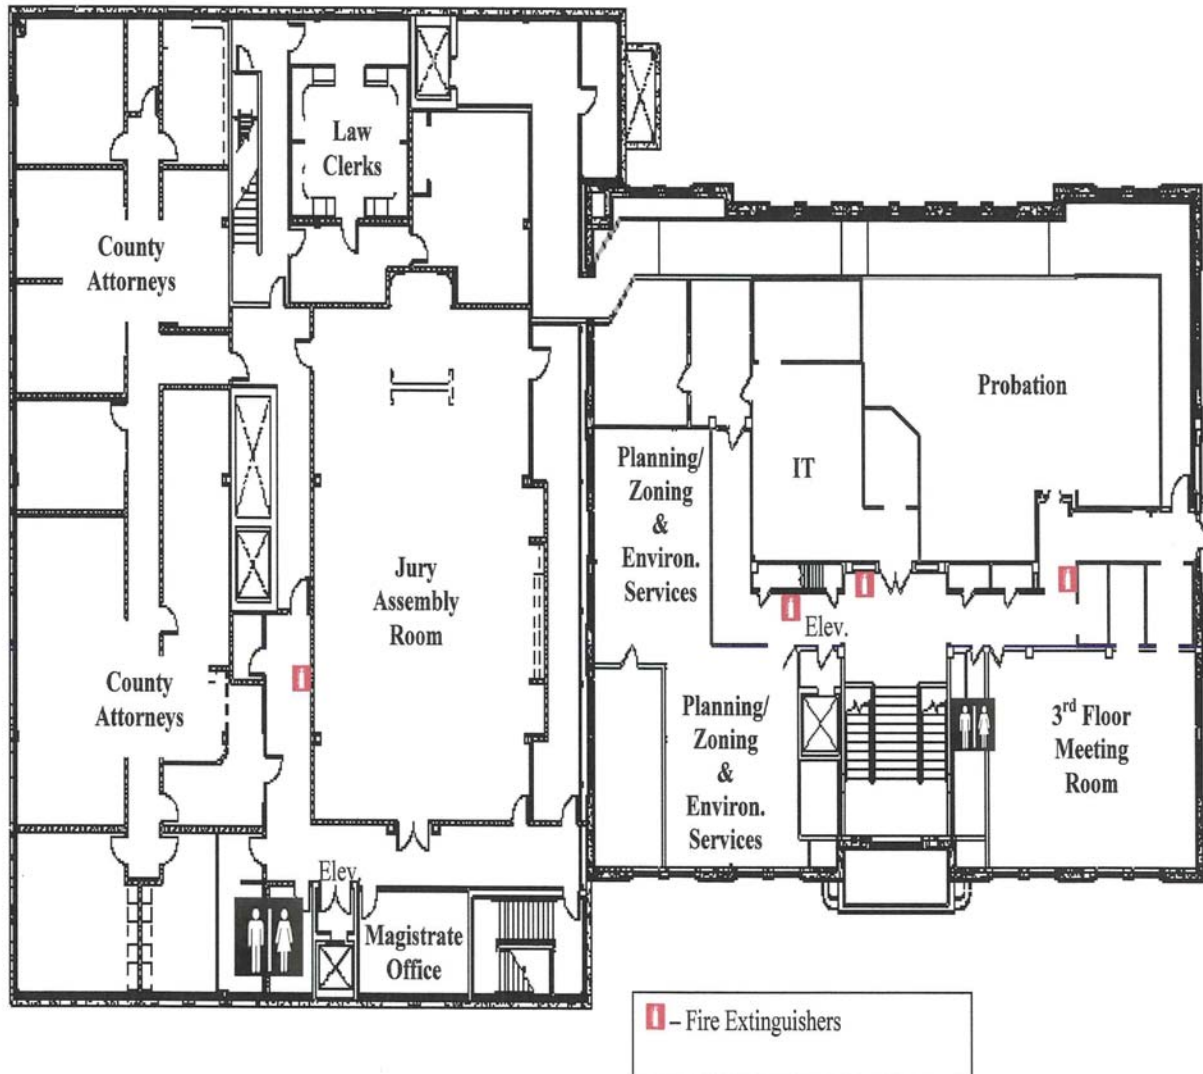 Law
Clerks
County
Attorneys
Probation
Planning/
Zoning
&
Environ.
Services
IT
Jury
Assembly
Room
Elev.
County
Attorneys
Planning/
Zoning
&
Environ.
Services
3rd Floor
Meeting
Room
Elev.
Magistrate
Office
– Fire Extinguishers